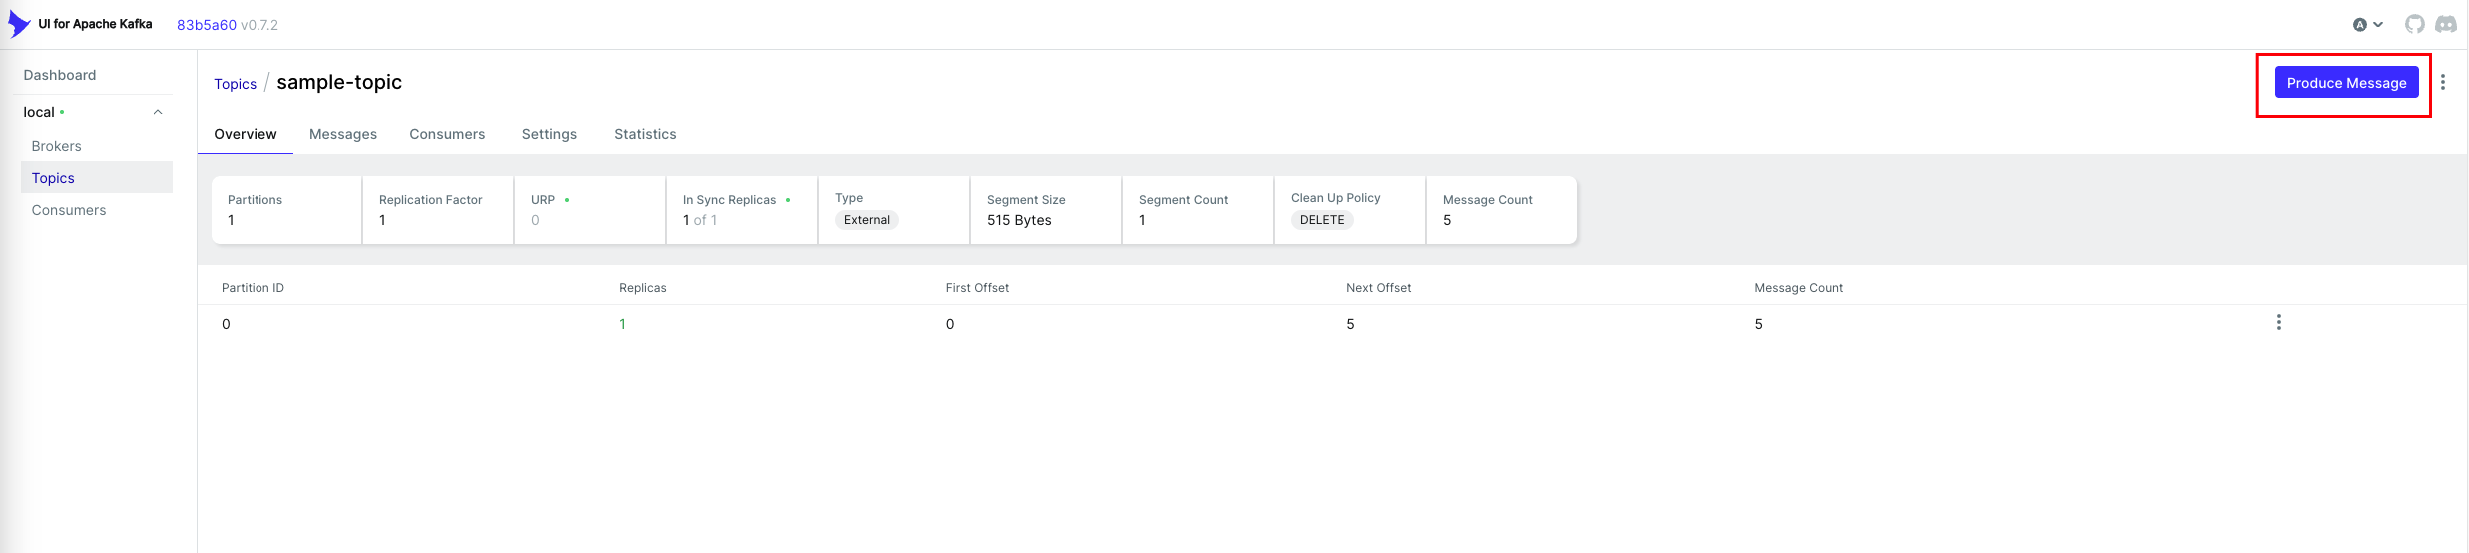 UI for Apache Kafka 83b5a60 v0.7.2 A
Dashboard
local
Brokers
Topics
Consumers
Topics / sample-topic
Produce Message
Overview Messages Consumers Settings Statistics
Partitions
1
Replication Factor
1
URP
0
In Sync Replicas
1 of 1
Type
External
Segment Size
515 Bytes
Segment Count
1
Clean Up Policy
DELETE
Message Count
5
Partition ID Replicas First Offset Next Offset Message Count
0 1 0 5 5